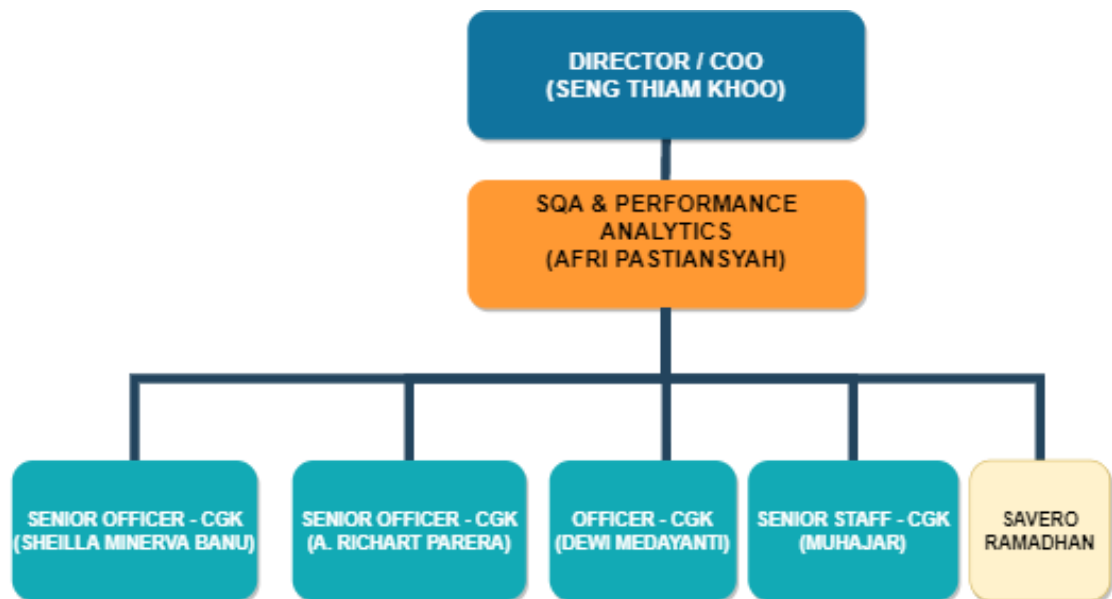 DIRECTOR / COO
(SENG THIAM KHOO)
SQA & PERFORMANCE
ANALYTICS
(AFRI PASTIANSYAH)
SENIOR OFFICER - CGK
(SHEILLA MINERVA BANU)
SENIOR OFFICER - CGK
(A. RICHART PARERA)
OFFICER - CGK
(DEWI MEDAYANTI)
SENIOR STAFF - CGK
(MUHAJAR)
SAVERO
RAMADHAN